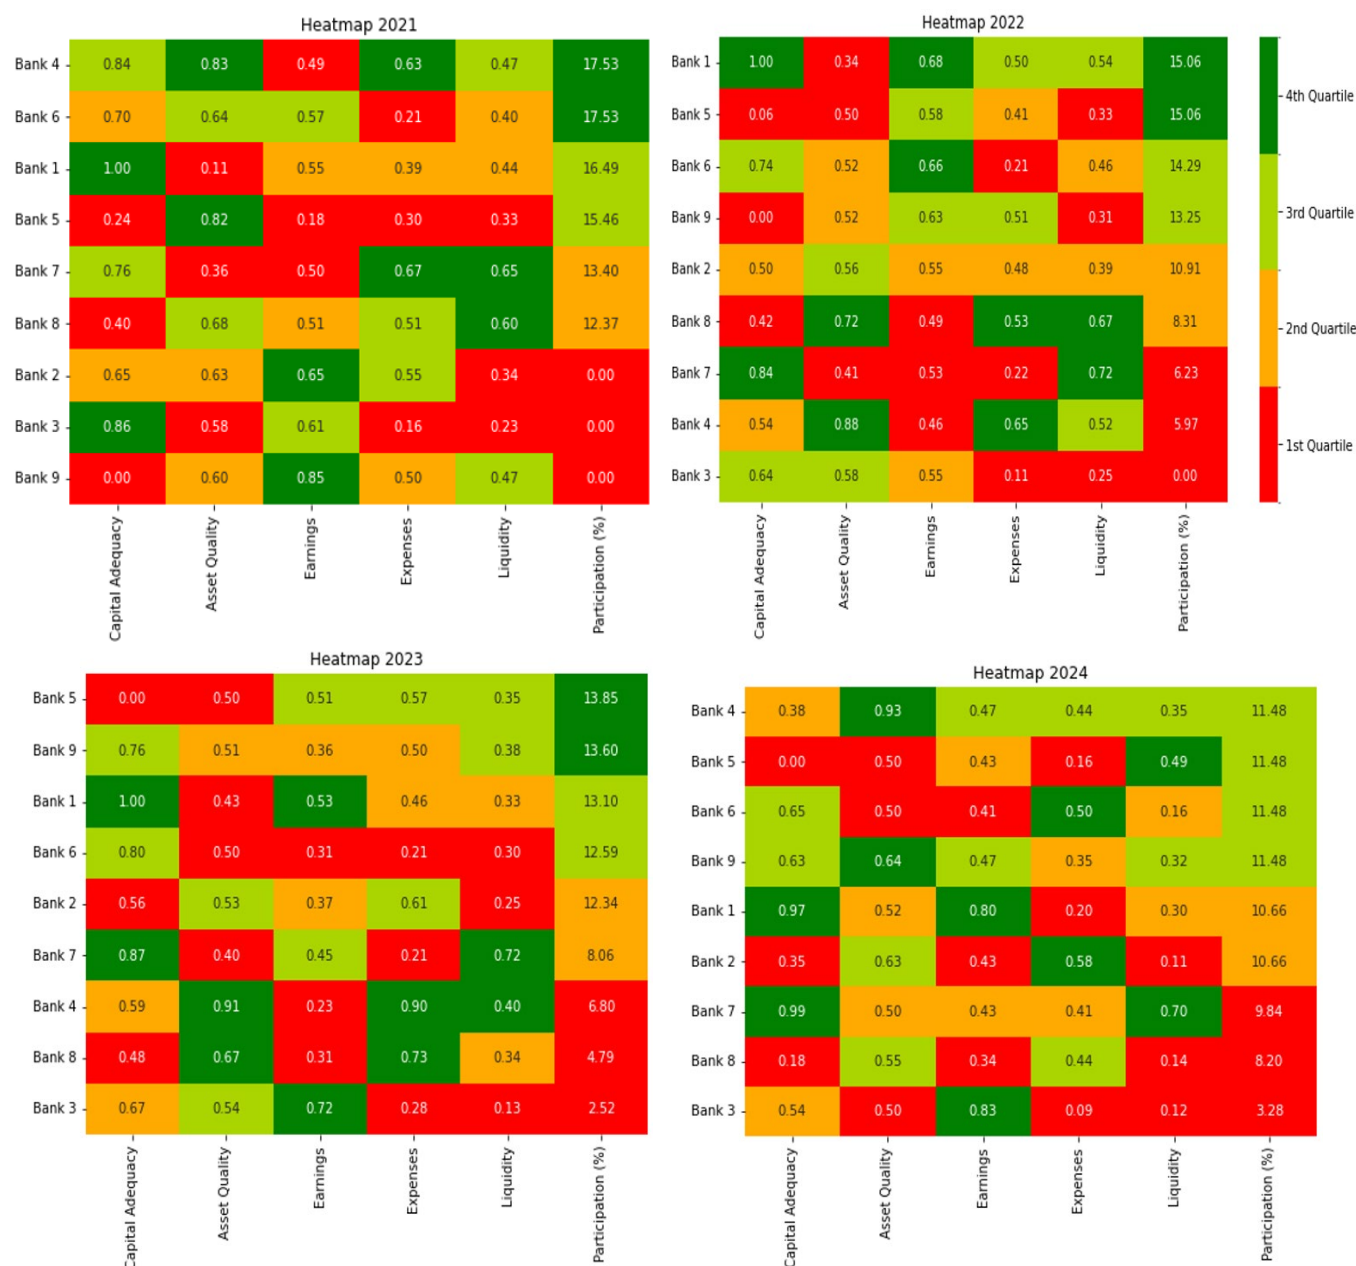 Heatmap 2021
Bank 4 0.84 0.83 0.49 0.63 0.47 17.53
Bank 6 0.70 0.64 0.57 0.21 0.40 17.53
Bank 1 1.00 0.11 0.55 0.39 0.44 16.49
Bank 5 0.24 0.82 0.18 0.30 0.33 15.46
Bank 7 0.76 0.36 0.50 0.67 0.65 13.40
Bank 8 0.40 0.68 0.51 0.51 0.60 12.37
Bank 2 0.65 0.63 0.65 0.55 0.34 0.00
Bank 3 0.86 0.58 0.61 0.16 0.23 0.00
Bank 9 0.00 0.60 0.85 0.50 0.47 0.00
Capital Adequacy
Asset Quality
Earnings
Expenses
Liquidity
Participation (%)
Heatmap 2022
Bank 1 1.00 0.34 0.68 0.50 0.54 15.06
Bank 5 0.06 0.50 0.58 0.41 0.33 15.06
Bank 6 0.74 0.52 0.66 0.21 0.46 14.29
Bank 9 0.00 0.52 0.63 0.51 0.31 13.25
Bank 2 0.50 0.56 0.55 0.48 0.39 10.91
Bank 8 0.42 0.72 0.49 0.53 0.67 8.31
Bank 7 0.84 0.41 0.53 0.22 0.72 6.23
Bank 4 0.54 0.88 0.46 0.65 0.52 5.97
Bank 3 0.64 0.58 0.55 0.11 0.25 0.00
Capital Adequacy
Asset Quality
Earnings
Expenses
Liquidity
Participation (%)
4th Quartile
3rd Quartile
2nd Quartile
1st Quartile
Heatmap 2023
Bank 5 0.00 0.50 0.51 0.57 0.35 13.85
Bank 9 0.76 0.51 0.36 0.50 0.38 13.60
Bank 1 1.00 0.43 0.53 0.46 0.33 13.10
Bank 6 0.80 0.50 0.31 0.21 0.30 12.59
Bank 2 0.56 0.53 0.37 0.61 0.25 12.34
Bank 7 0.87 0.40 0.45 0.21 0.72 8.06
Bank 4 0.59 0.91 0.23 0.90 0.40 6.80
Bank 8 0.48 0.67 0.31 0.73 0.34 4.79
Bank 3 0.67 0.54 0.72 0.28 0.13 2.52
Capital Adequacy
Asset Quality
Earnings
Expenses
Liquidity
Participation (%)
Heatmap 2024
Bank 4 0.38 0.93 0.47 0.44 0.35 11.48
Bank 5 0.00 0.50 0.43 0.16 0.49 11.48
Bank 6 0.65 0.50 0.41 0.50 0.16 11.48
Bank 9 0.63 0.64 0.47 0.35 0.32 11.48
Bank 1 0.97 0.52 0.80 0.20 0.30 10.66
Bank 2 0.35 0.63 0.43 0.58 0.11 10.66
Bank 7 0.99 0.50 0.43 0.41 0.70 9.84
Bank 8 0.18 0.55 0.34 0.44 0.14 8.20
Bank 3 0.54 0.50 0.83 0.09 0.12 3.28
Capital Adequacy
Asset Quality
Earnings
Expenses
Liquidity
Participation (%)